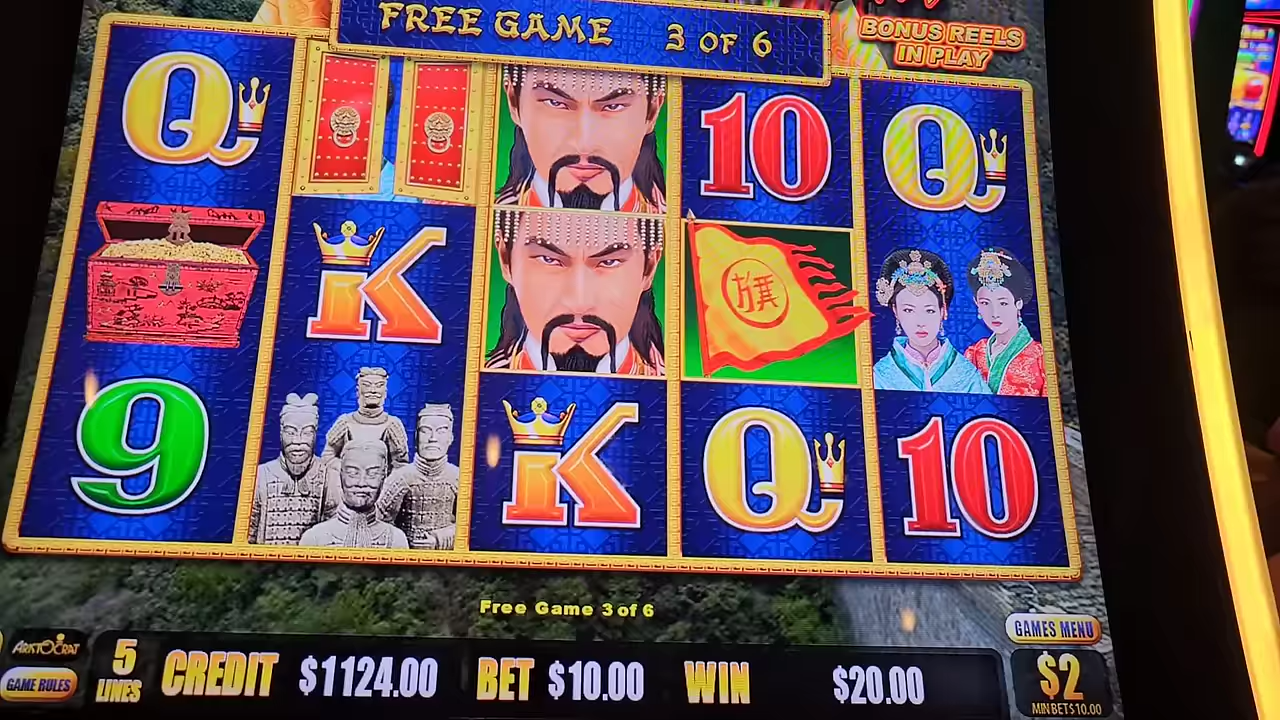 FREE GAME 3 OF 6
BONUS REELS
IN PLAY
Q
10
Q
K
旗
9
K
Q
10
Free Game 3 of 6
GAMES MENU
ARISTOCRAT
GAME RULES
5
LINES
CREDIT $1124.00
BET $10.00
WIN $20.00
$2
MIN BET $10.00